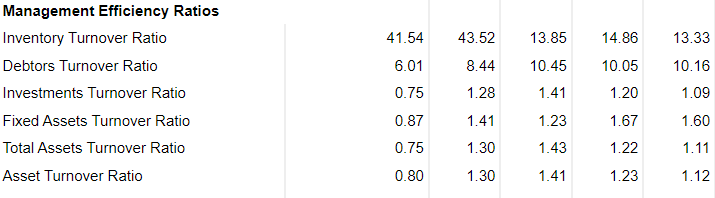 Management Efficiency Ratios
Inventory Turnover Ratio 41.54 43.52 13.85 14.86 13.33
Debtors Turnover Ratio 6.01 8.44 10.45 10.05 10.16
Investments Turnover Ratio 0.75 1.28 1.41 1.20 1.09
Fixed Assets Turnover Ratio 0.87 1.41 1.23 1.67 1.60
Total Assets Turnover Ratio 0.75 1.30 1.43 1.22 1.11
Asset Turnover Ratio 0.80 1.30 1.41 1.23 1.12